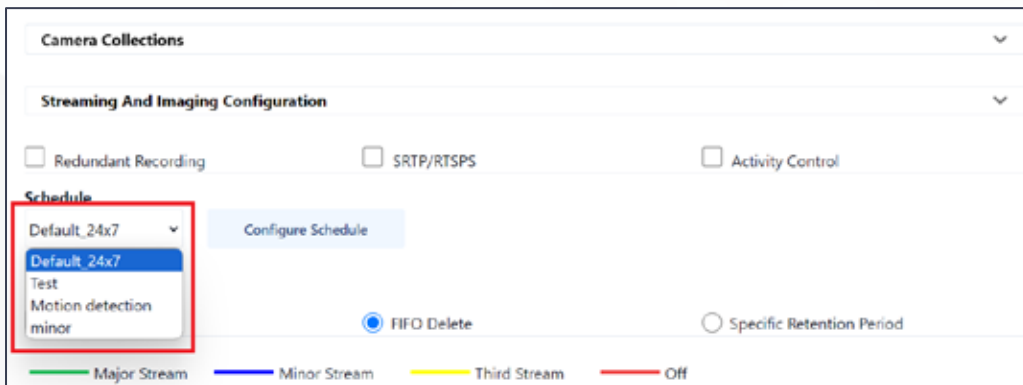 Camera Collections
Streaming And Imaging Configuration
Redundant Recording SRTP/RTSPS Activity Control
Schedule
Default_24x7 Configure Schedule
Default_24x7
Test
Motion detection
minor
FIFO Delete Specific Retention Period
Major Stream Minor Stream Third Stream Off